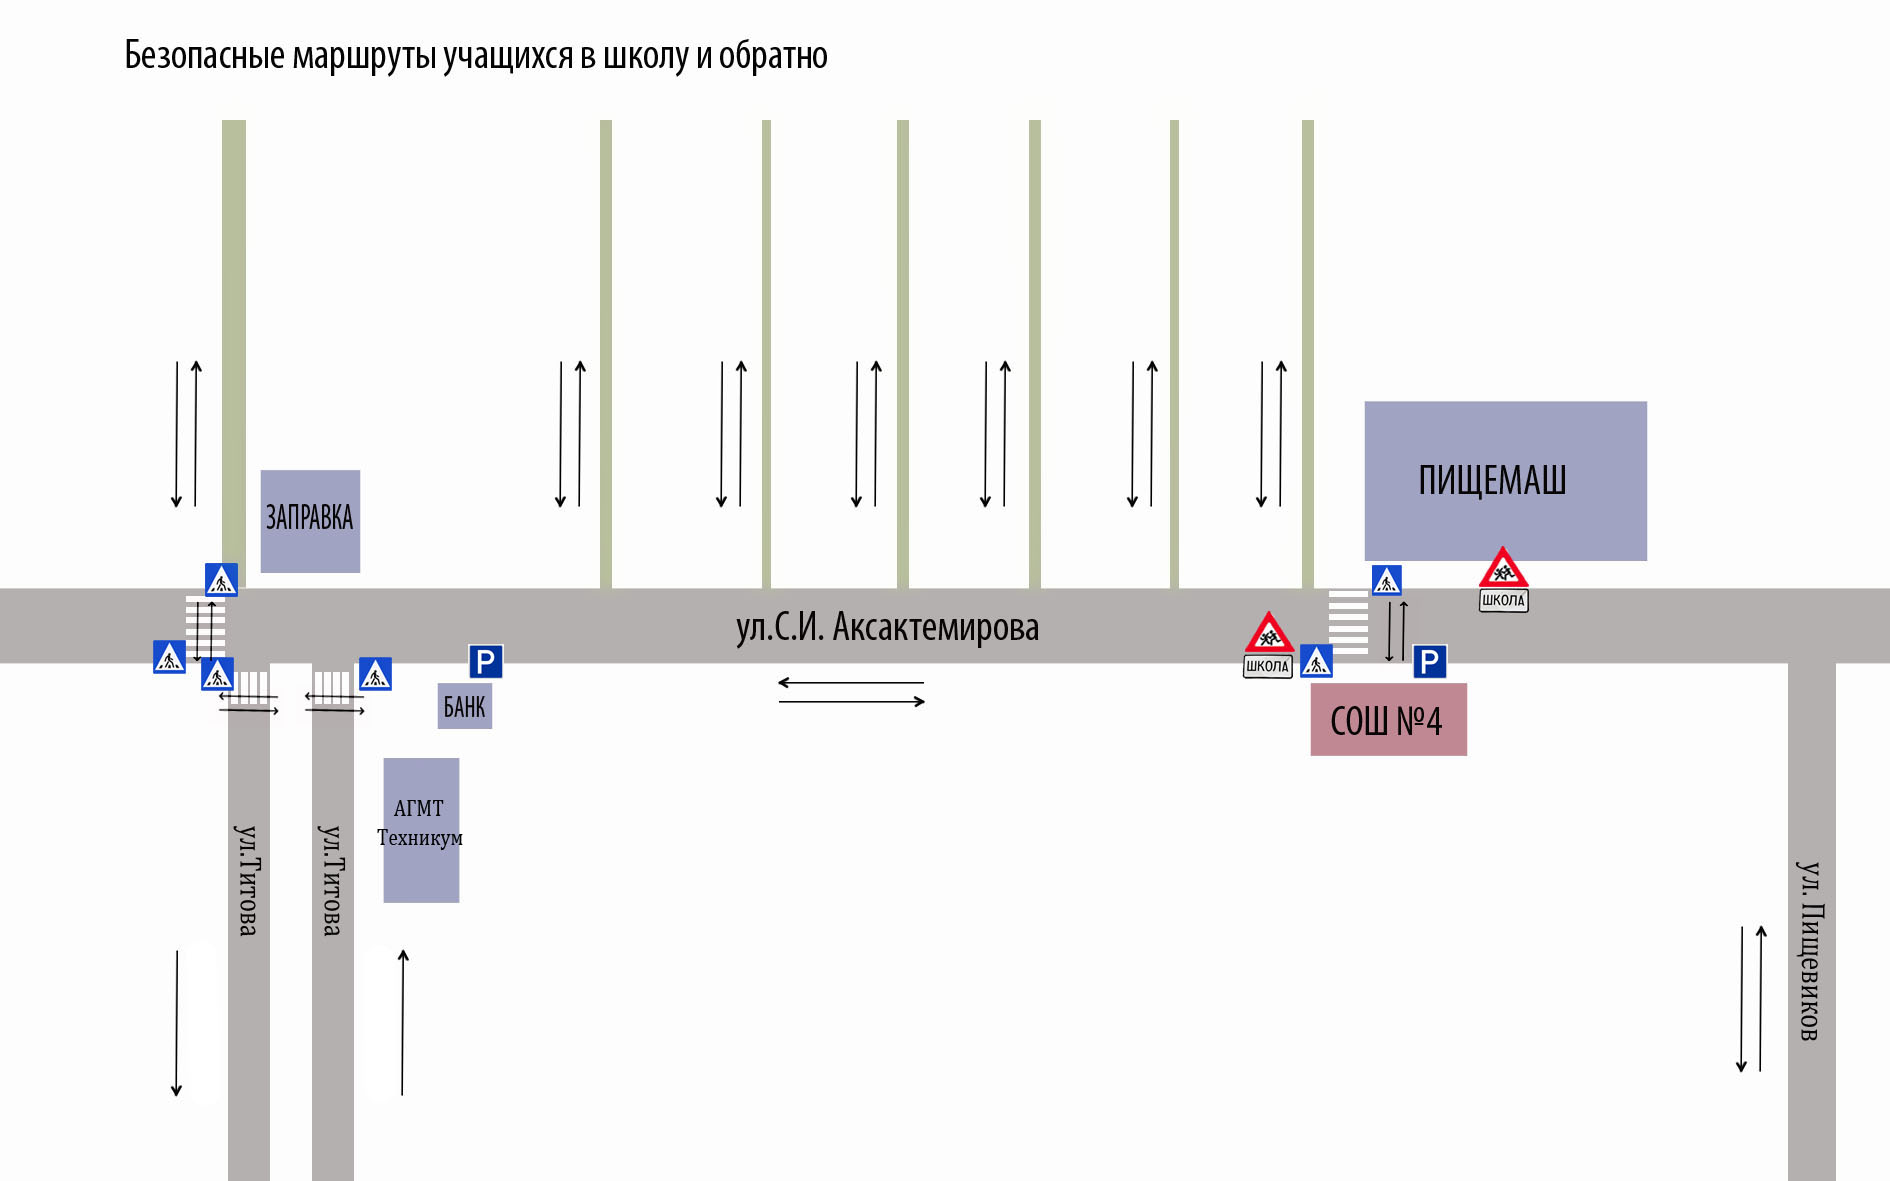 Безопасные маршруты учащихся в школу и обратно
ПИЩЕМАШ
ЗАПРАВКА
ШКОЛА
ул.С.И. Аксактемирова
P
P
ШКОЛА
БАНК
СОШ №4
АГМТ
Техникум
ул.Титова
ул.Титова
ул. Пищевиков